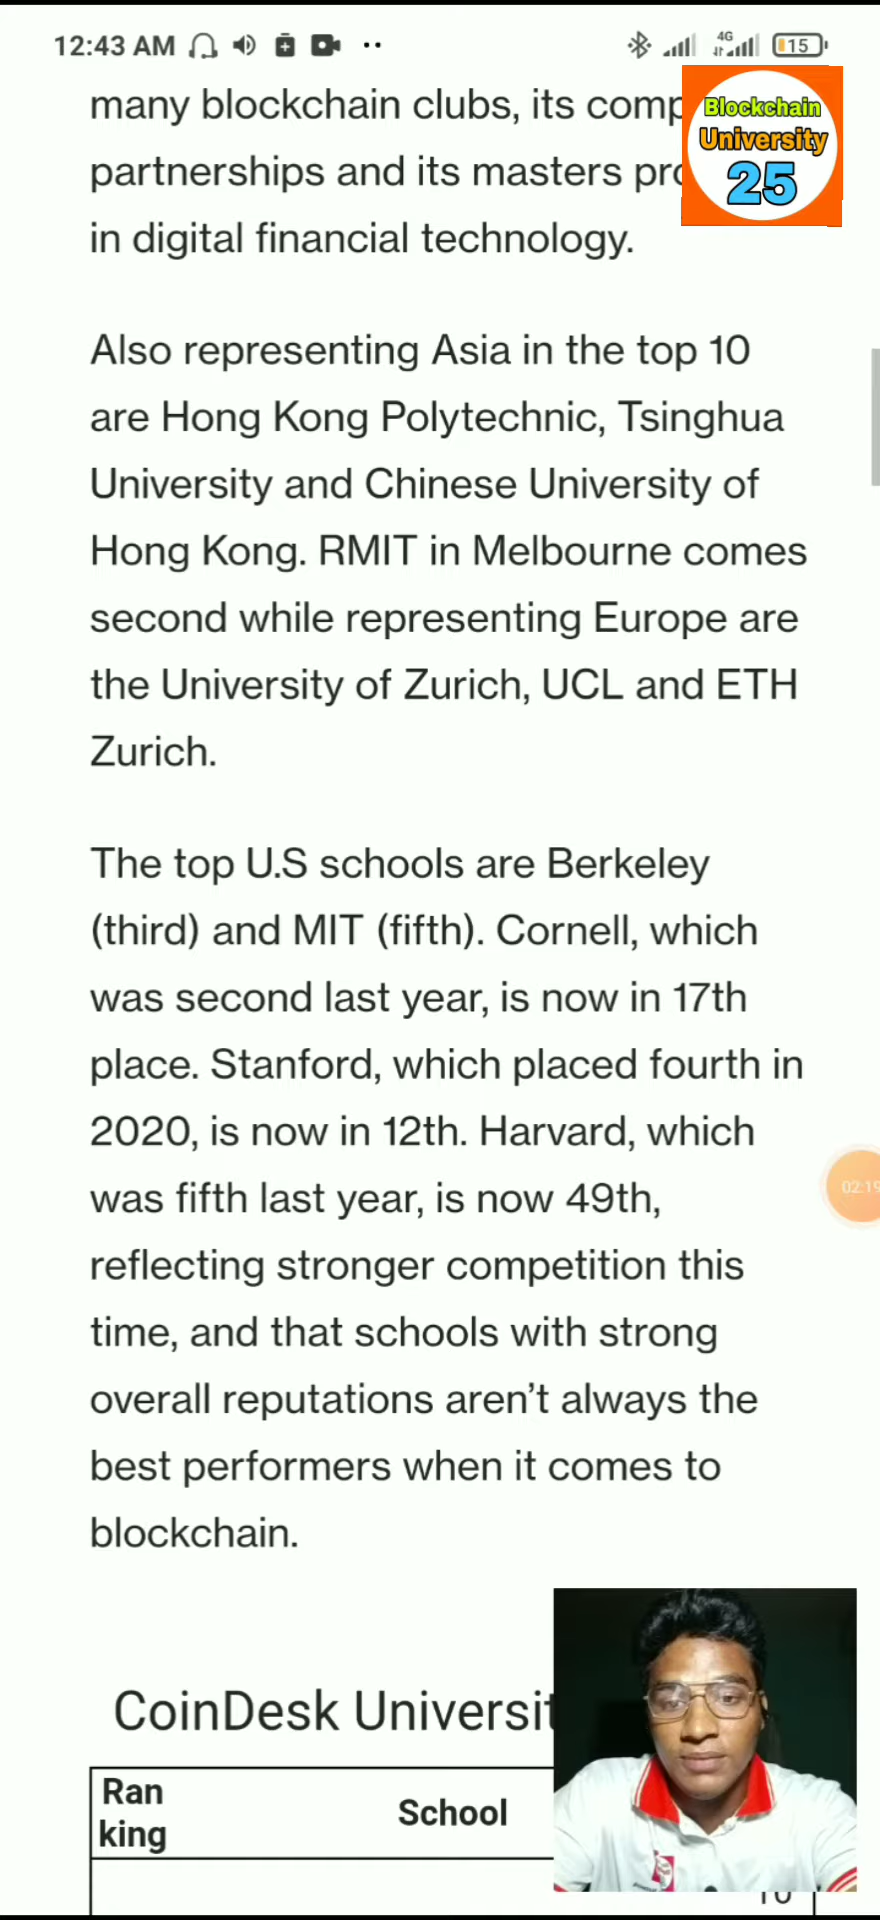 12:43 AM
4G
15
Blockchain
University
25
many blockchain clubs, its comp
partnerships and its masters pro
in digital financial technology.
Also representing Asia in the top 10
are Hong Kong Polytechnic, Tsinghua
University and Chinese University of
Hong Kong. RMIT in Melbourne comes
second while representing Europe are
the University of Zurich, UCL and ETH
Zurich.
The top U.S schools are Berkeley
(third) and MIT (fifth). Cornell, which
was second last year, is now in 17th
place. Stanford, which placed fourth in
2020, is now in 12th. Harvard, which
02:19
was fifth last year, is now 49th,
reflecting stronger competition this
time, and that schools with strong
overall reputations aren’t always the
best performers when it comes to
blockchain.
CoinDesk Universit
Ran
king
School